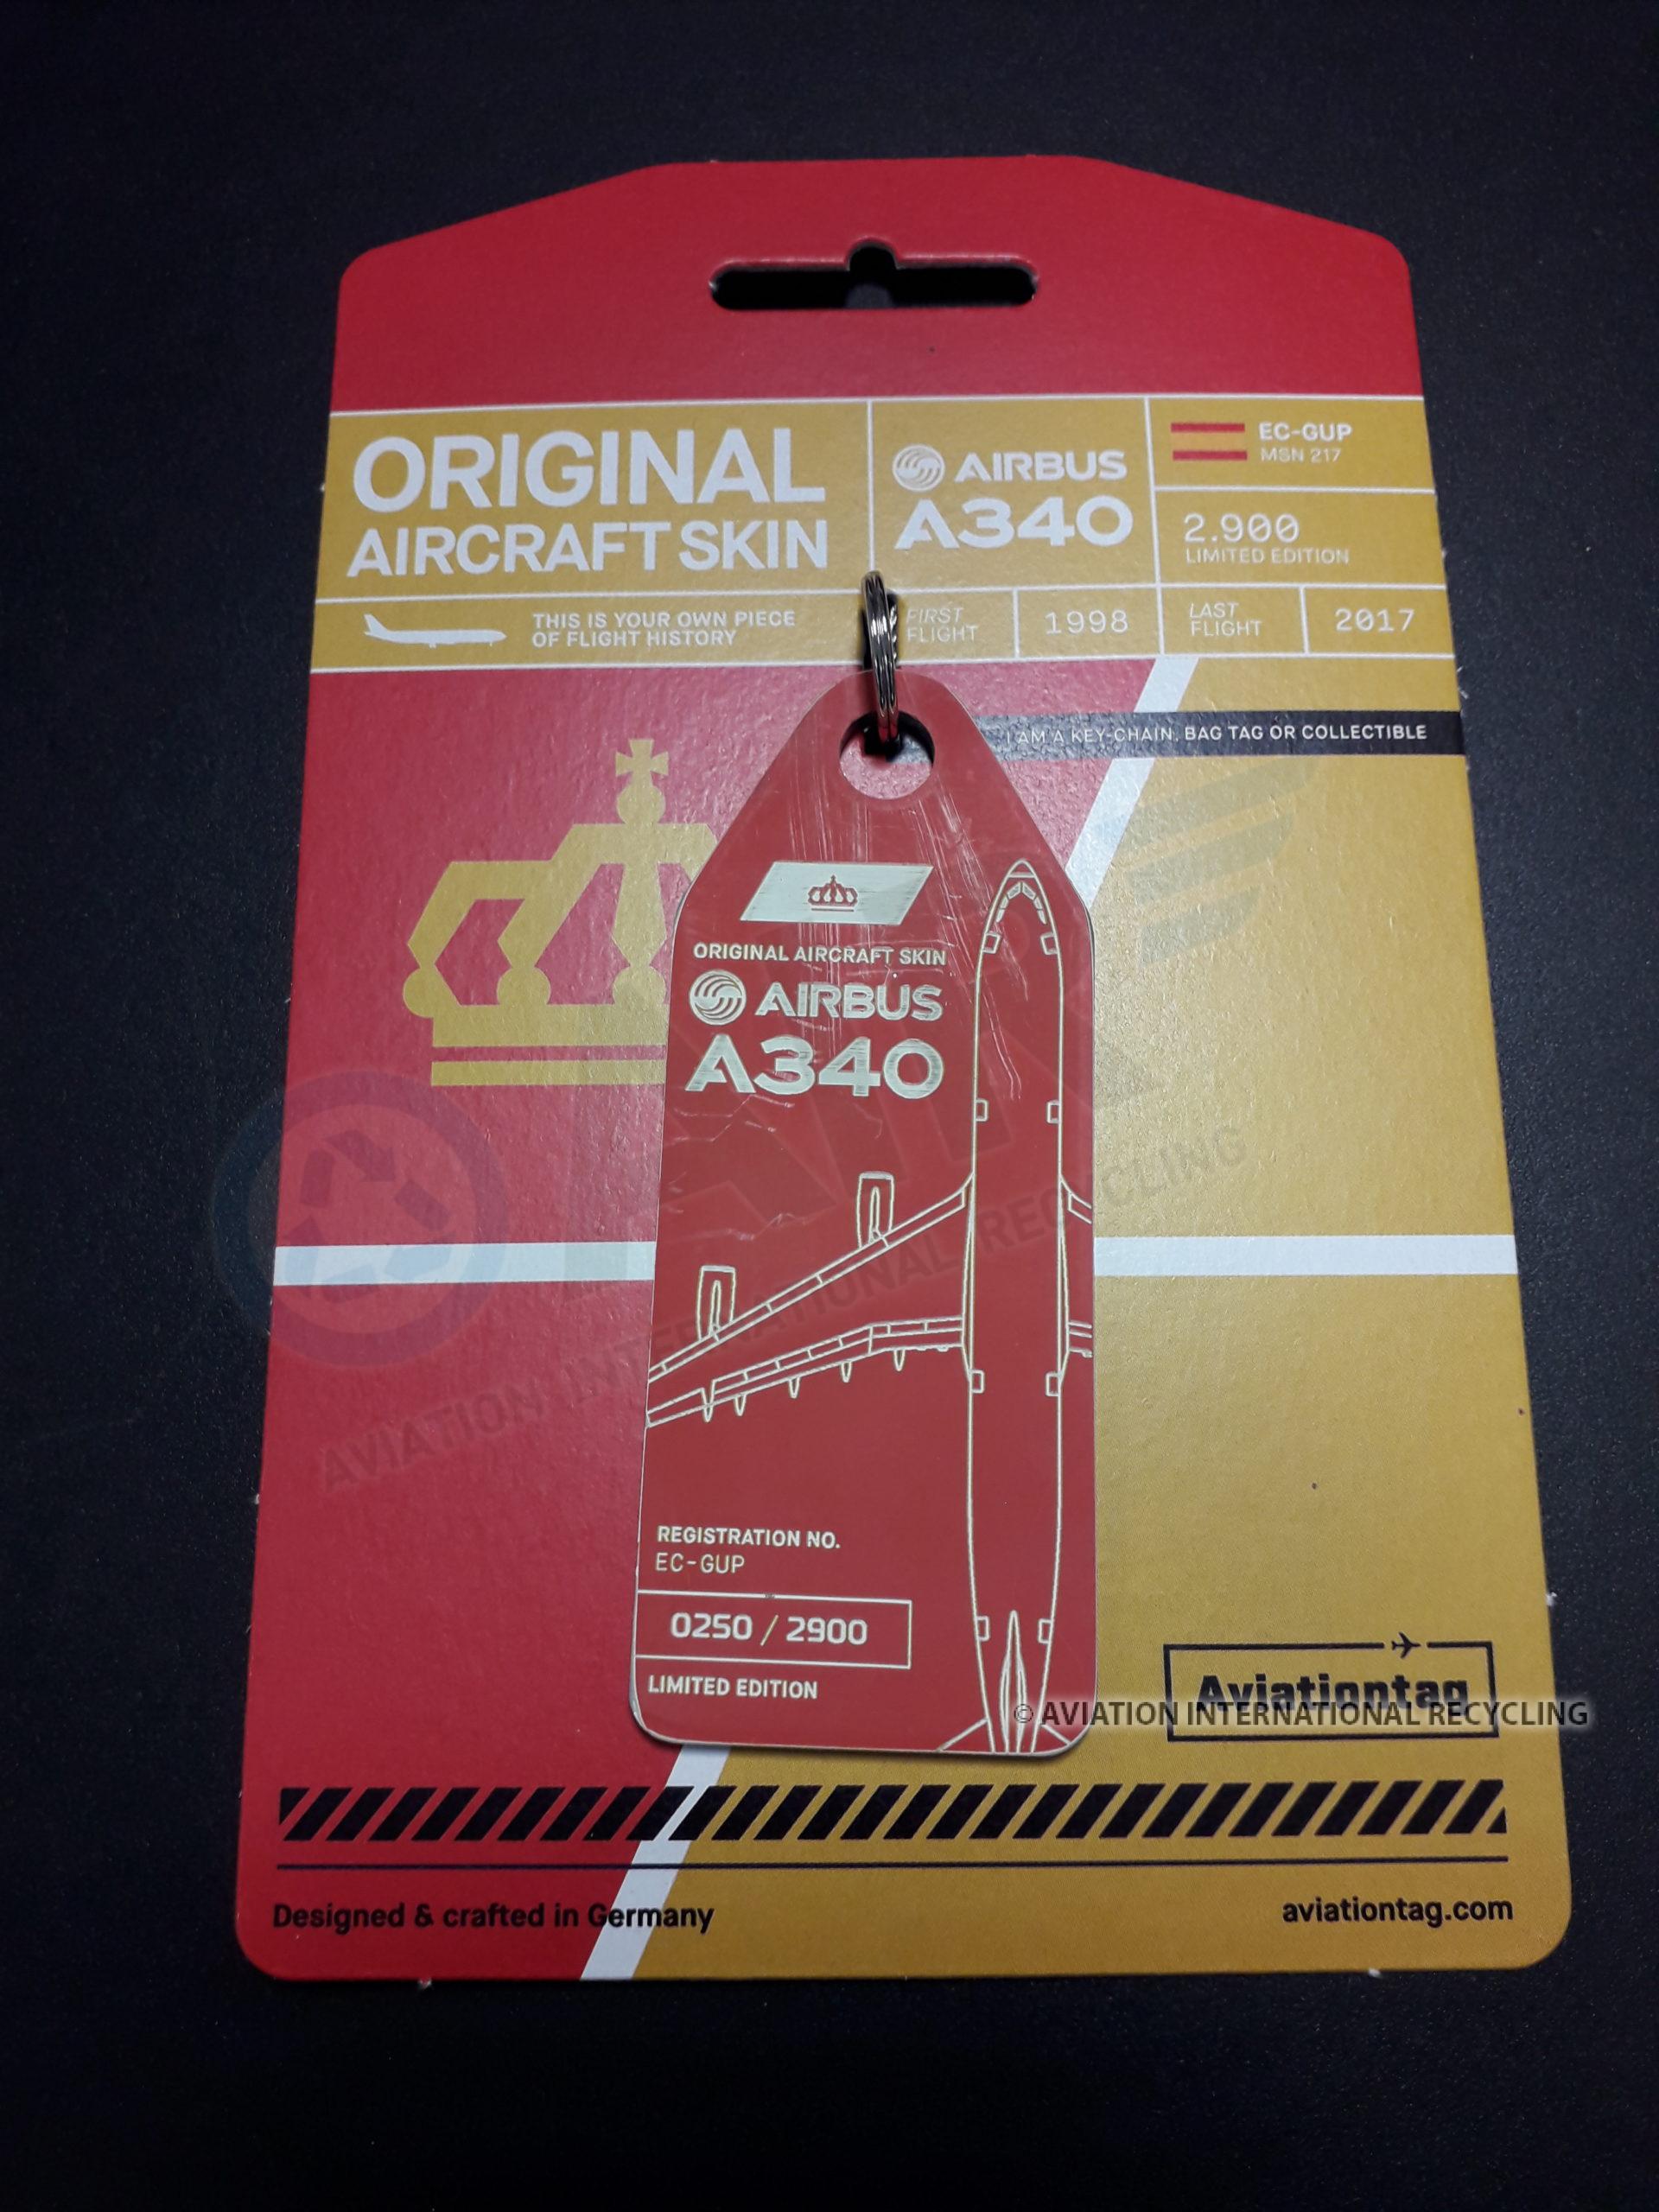 ORIGINAL
AIRCRAFT SKIN
AIRBUS
A340
EC-GUP
MSN 217
2.900
LIMITED EDITION
THIS IS YOUR OWN PIECE
OF FLIGHT HISTORY
FIRST
FLIGHT
1998
LAST
FLIGHT
2017
I AM A KEY-CHAIN, BAG TAG OR COLLECTIBLE
ORIGINAL AIRCRAFT SKIN
AIRBUS
A340
AIR
AVIATION INTERNATIONAL RECYCLING
REGISTRATION NO.
EC-GUP
0250 / 2900
LIMITED EDITION
Aviationtag
© AVIATION INTERNATIONAL RECYCLING
Designed & crafted in Germany
aviationtag.com